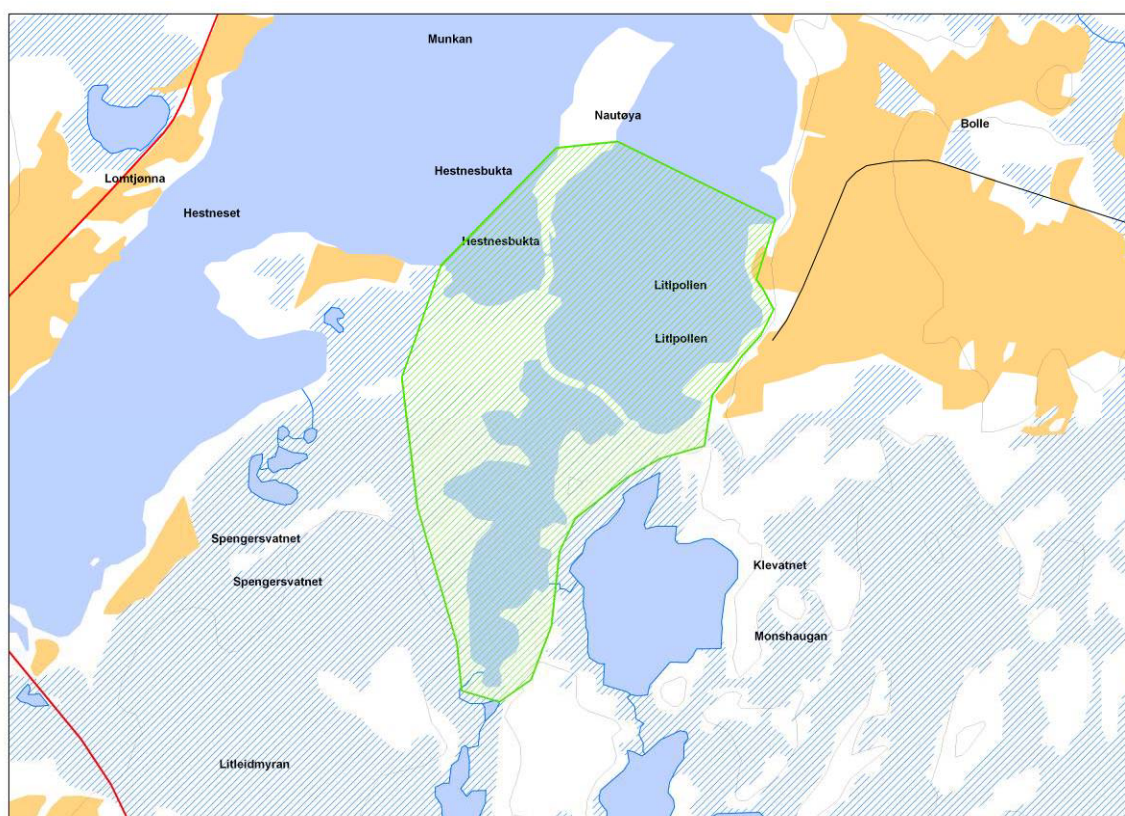 Munkan
Nautøya
Bolle
Hestnesbukta
Lomtjønna
Hestneset
Hestnesbukta
Litlpollen
Litlpollen
Spengersvatnet
Klevatnet
Spengersvatnet
Monshaugan
Litleidmyran